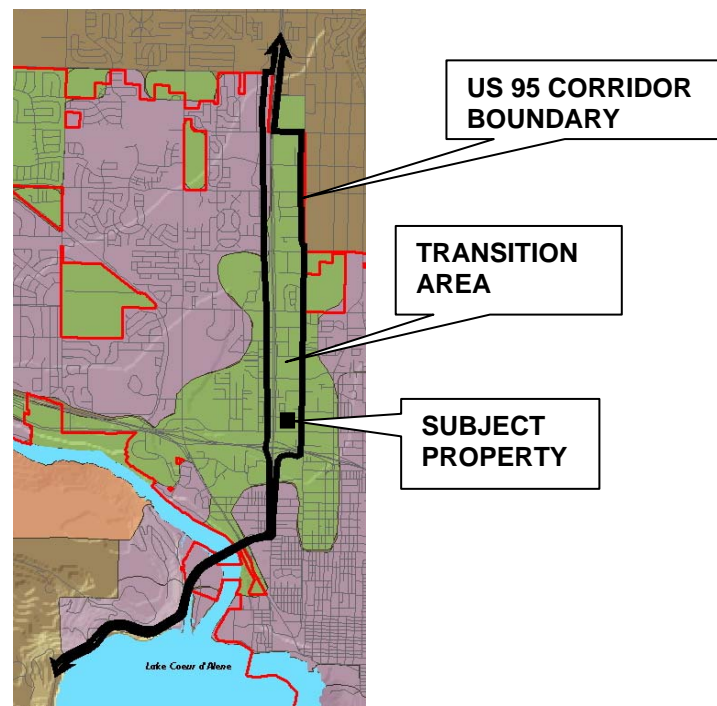 US 95 CORRIDOR
BOUNDARY
TRANSITION
AREA
SUBJECT
PROPERTY
Lake Coeur d'Alene